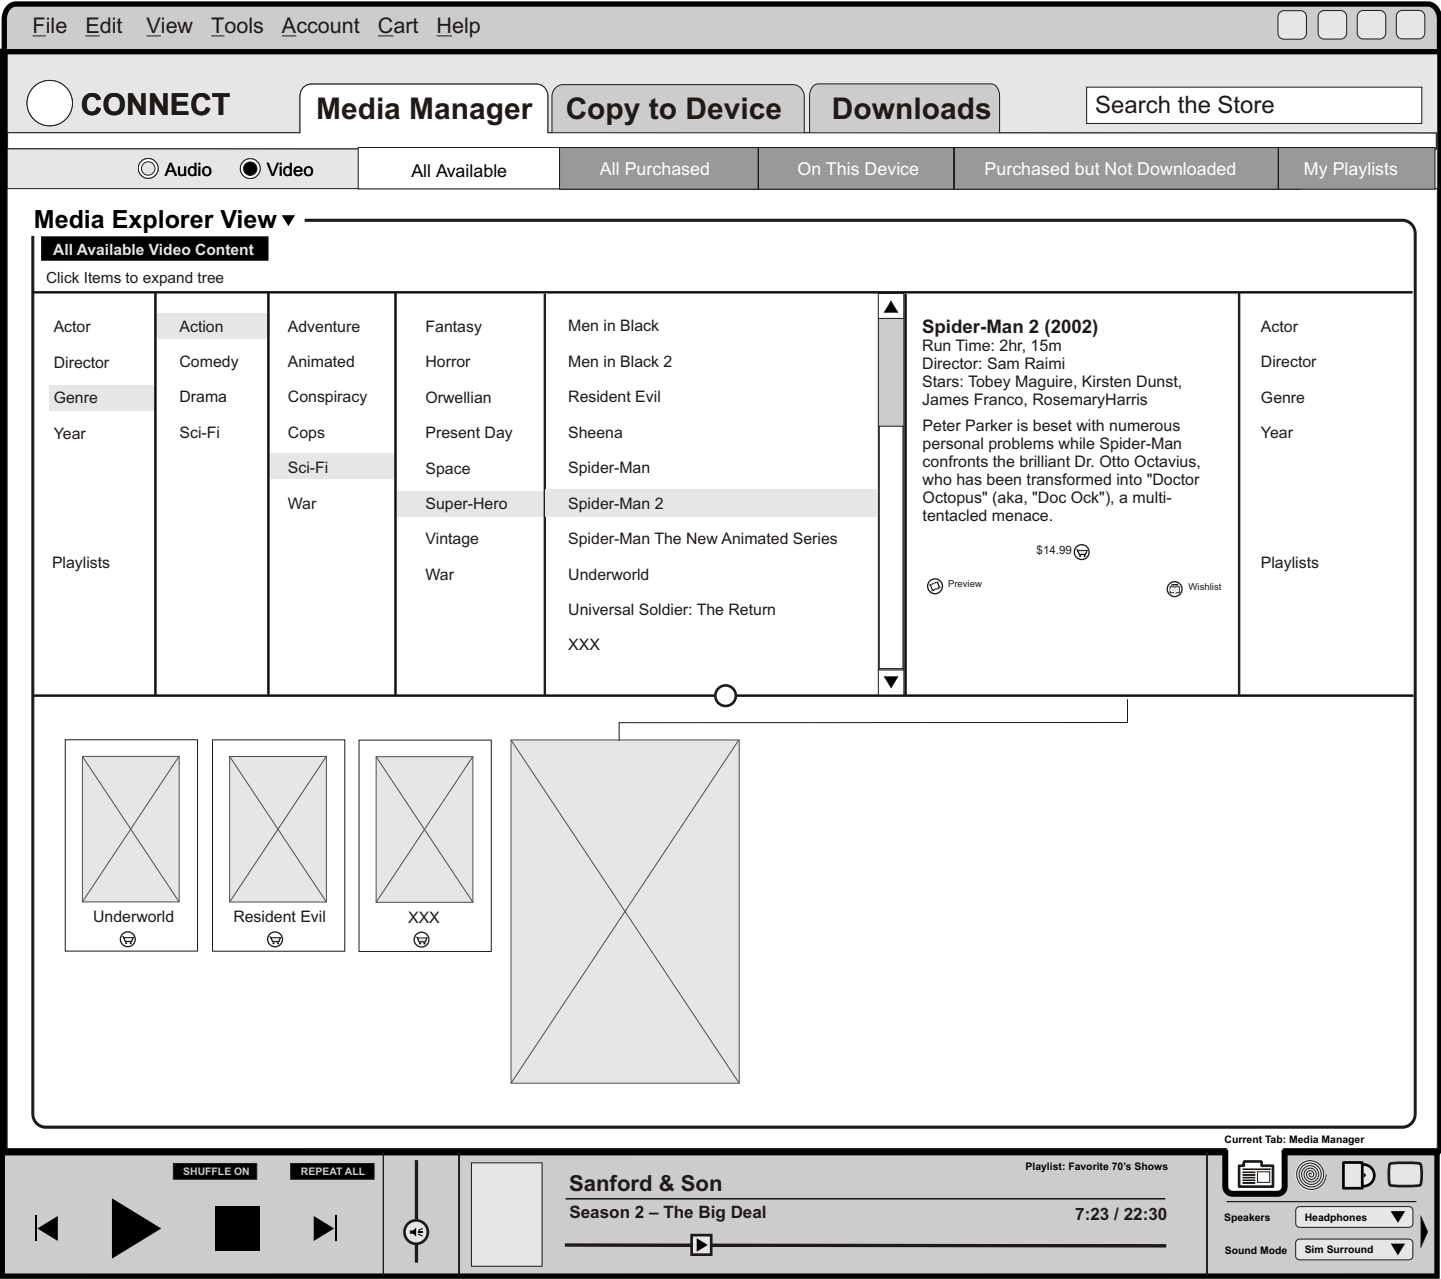 File Edit View Tools Account Cart Help
CONNECT
Media Manager
Copy to Device
Downloads
Search the Store
Audio
Video
All Available
All Purchased
On This Device
Purchased but Not Downloaded
My Playlists
Media Explorer View
All Available Video Content
Click Items to expand tree
Actor
Director
Genre
Year
Playlists
Action
Comedy
Drama
Sci-Fi
Adventure
Animated
Conspiracy
Cops
Sci-Fi
War
Fantasy
Horror
Orwellian
Present Day
Space
Super-Hero
Vintage
War
Men in Black
Men in Black 2
Resident Evil
Sheena
Spider-Man
Spider-Man 2
Spider-Man The New Animated Series
Underworld
Universal Soldier: The Return
XXX
Spider-Man 2 (2002)
Run Time: 2hr, 15m
Director: Sam Raimi
Stars: Tobey Maguire, Kirsten Dunst,
James Franco, RosemaryHarris
Peter Parker is beset with numerous
personal problems while Spider-Man
confronts the brilliant Dr. Otto Octavius,
who has been transformed into "Doctor
Octopus" (aka, "Doc Ock"), a multi-
tentacled menace.
$14.99
Preview
Wishlist
Actor
Director
Genre
Year
Playlists
Underworld
Resident Evil
XXX
Current Tab: Media Manager
SHUFFLE ON
REPEAT ALL
Playlist: Favorite 70's Shows
Sanford & Son
Season 2 – The Big Deal
7:23 / 22:30
Speakers
Headphones
Sound Mode
Sim Surround